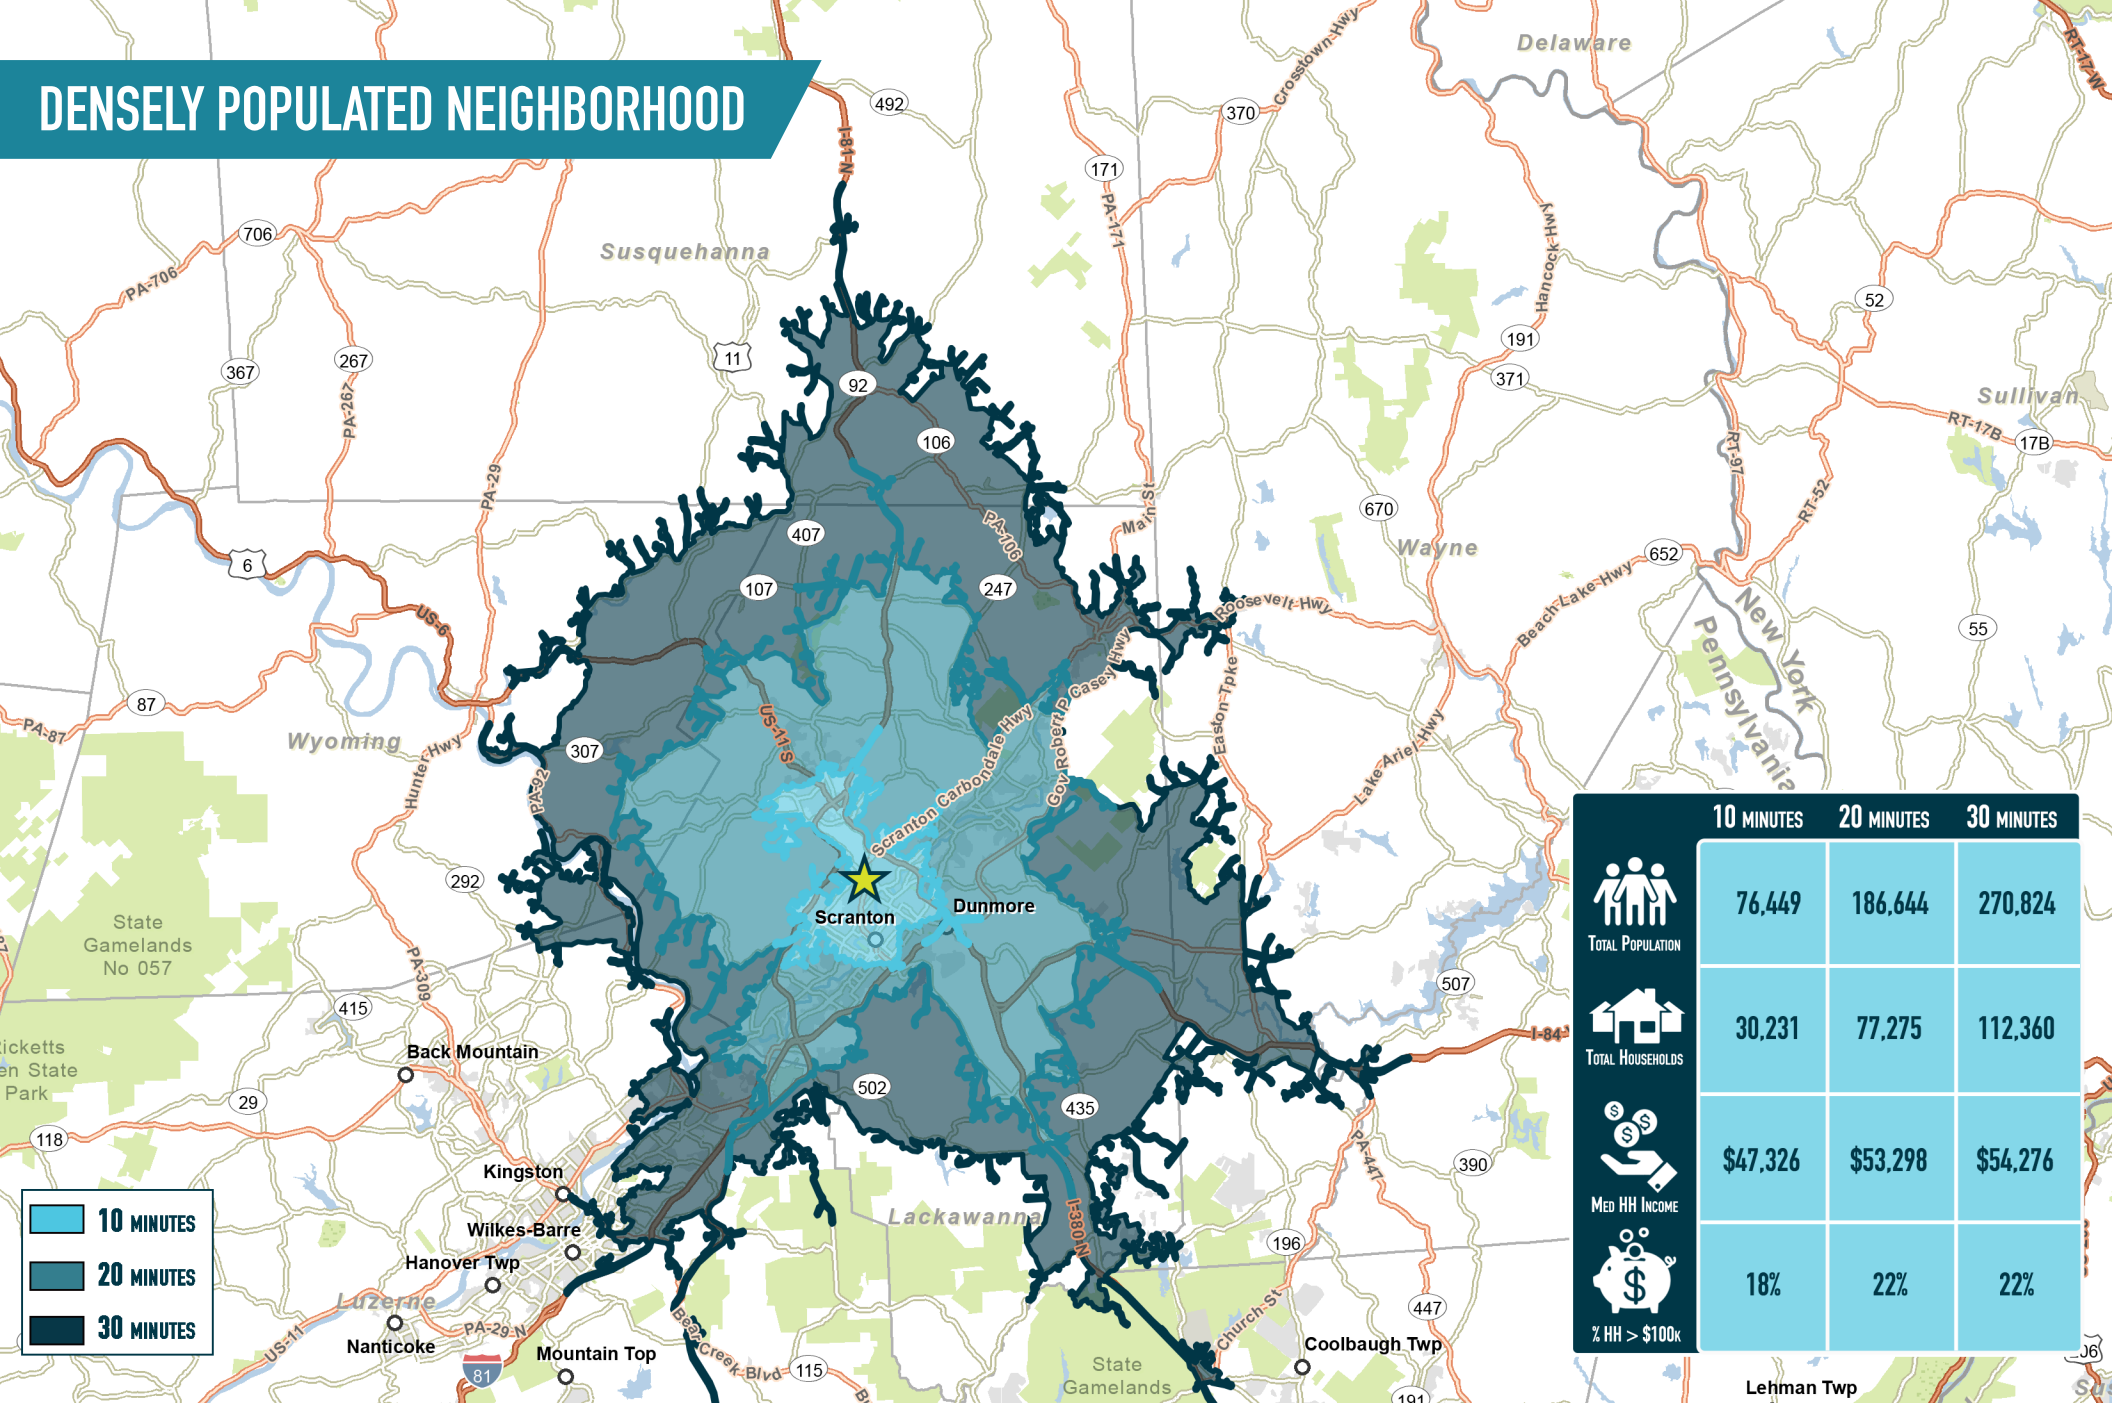 DENSELY POPULATED NEIGHBORHOOD
Delaware
RT-17-W
492
370
Crosstown Hwy
I-81 N
171
PA-171
706
PA-706
Susquehanna
Hancock Hwy
52
191
11
267
367
371
PA-267
92
106
Sullivan
RT-17B
17B
RT-97
PA-29
RT-52
670
Main St
407
PA-106
Wayne
652
6
107
247
Beach Lake Hwy
Roosevelt Hwy
US-6
New York
Pennsylvania
55
87
PA-87
Wyoming
Hunter Hwy
307
PA-92
US-11 S
Scranton Carbondale Hwy
Gov Robert P Casey Hwy
Easton Tpke
Lake Ariel Hwy
292
Scranton
Dunmore
State
Gamelands
No 057
PA-309
415
507
I-84
icketts
en State
Park
Back Mountain
29
118
502
435
PA-447
390
Kingston
Wilkes-Barre
Hanover Twp
Luzerne
Nanticoke
US-11
PA-29 N
81
Mountain Top
Lackawanna
I-380 N
196
Bear Creek Blvd
115
Church St
447
Coolbaugh Twp
State
Gamelands
191
Lehman Twp
10 MINUTES
20 MINUTES
30 MINUTES
10 MINUTES 20 MINUTES 30 MINUTES
TOTAL POPULATION 76,449 186,644 270,824
TOTAL HOUSEHOLDS 30,231 77,275 112,360
$ $ $
MED HH INCOME $47,326 $53,298 $54,276
$
% HH > $100K 18% 22% 22%